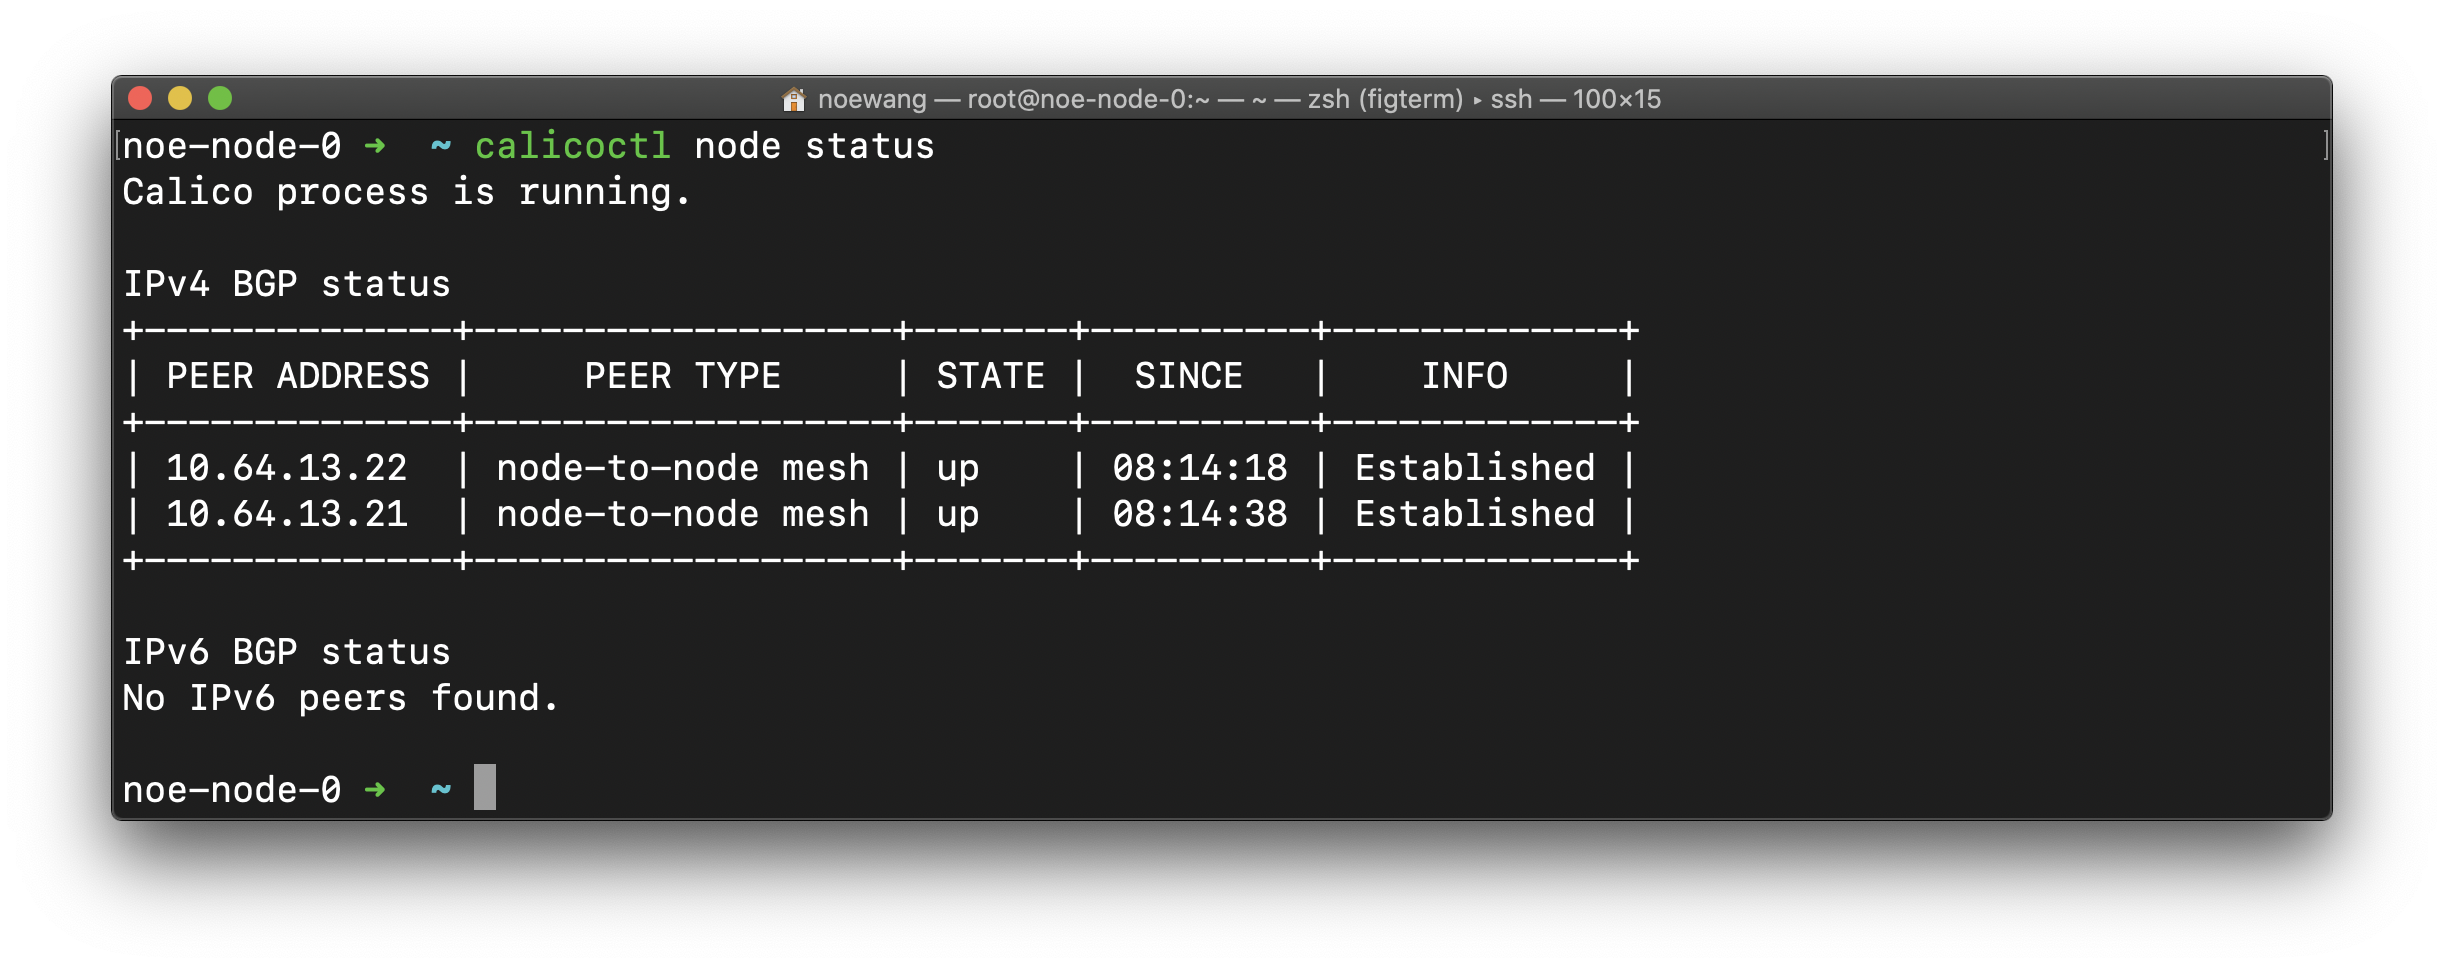 noewang — root@noe-node-0:~ — ~ — zsh (figterm) ▸ ssh — 100×15
[noe-node-0 ➜  ~ calicoctl node status ]
Calico process is running.

IPv4 BGP status
+--------------+-------------------+-------+----------+-------------+
| PEER ADDRESS |     PEER TYPE     | STATE |  SINCE   |    INFO     |
+--------------+-------------------+-------+----------+-------------+
| 10.64.13.22  | node-to-node mesh | up    | 08:14:18 | Established |
| 10.64.13.21  | node-to-node mesh | up    | 08:14:38 | Established |
+--------------+-------------------+-------+----------+-------------+

IPv6 BGP status
No IPv6 peers found.

noe-node-0 ➜  ~